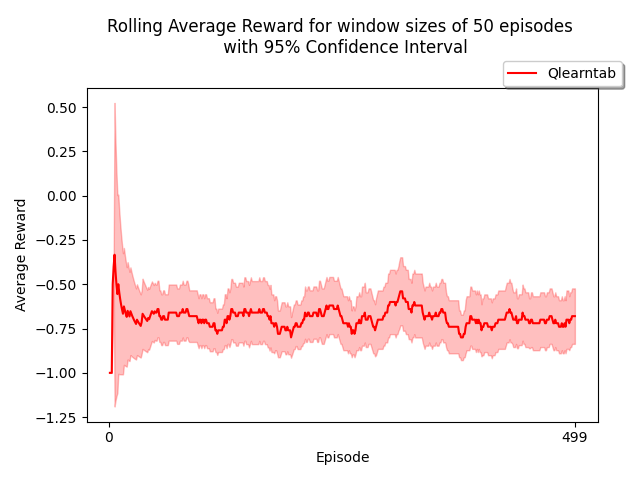 Rolling Average Reward for window sizes of 50 episodes
with 95% Confidence Interval
Qlearntab
0.50
0.25
0.00
−0.25
−0.50
−0.75
−1.00
−1.25
Average Reward
0
499
Episode